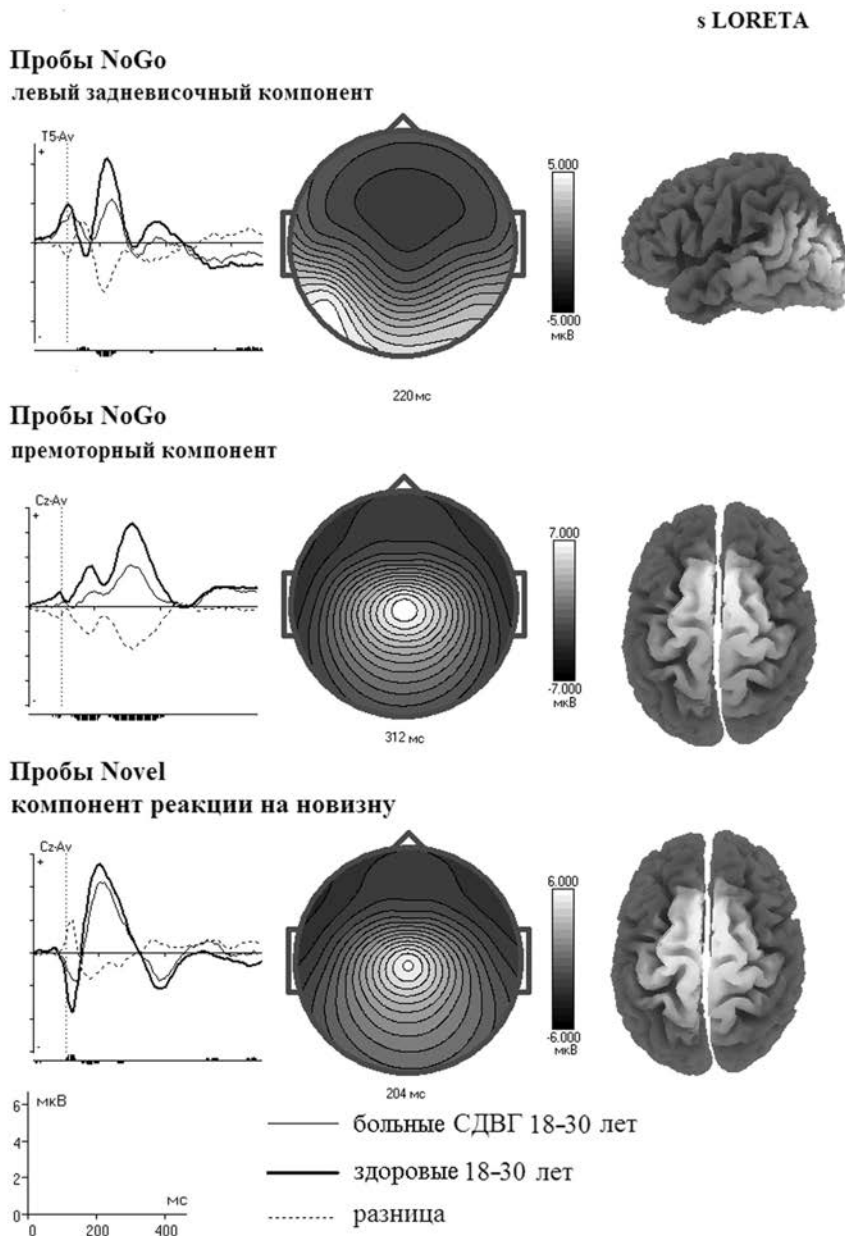 s LORETA
Пробы NoGo
левый задневисочный компонент
T5-Av
+
-
5.000
-5.000
мкВ
220 мс
Пробы NoGo
премоторный компонент
Cz-Av
+
-
7.000
-7.000
мкВ
312 мс
Пробы Novel
компонент реакции на новизну
Cz-Av
+
-
6.000
-6.000
мкВ
204 мс
6 мкВ
4
2
0 мс
0 200 400
больные СДВГ 18-30 лет
здоровые 18-30 лет
разница